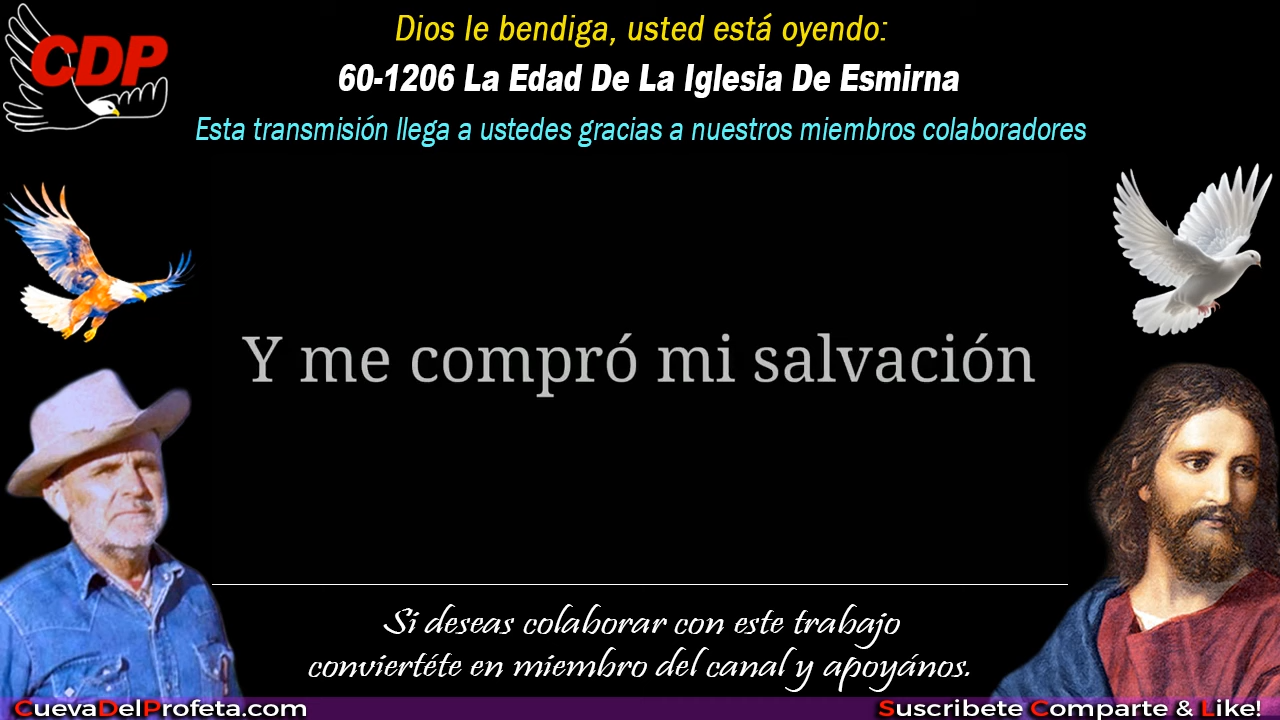 CDP
Dios le bendiga, usted está oyendo:
60-1206 La Edad De La Iglesia De Esmirna
Esta transmisión llega a ustedes gracias a nuestros miembros colaboradores
Y me compró mi salvación
Si deseas colaborar con este trabajo
conviertéte en miembro del canal y apoyános.
CuevaDelProfeta.com
Suscribete Comparte & Like!